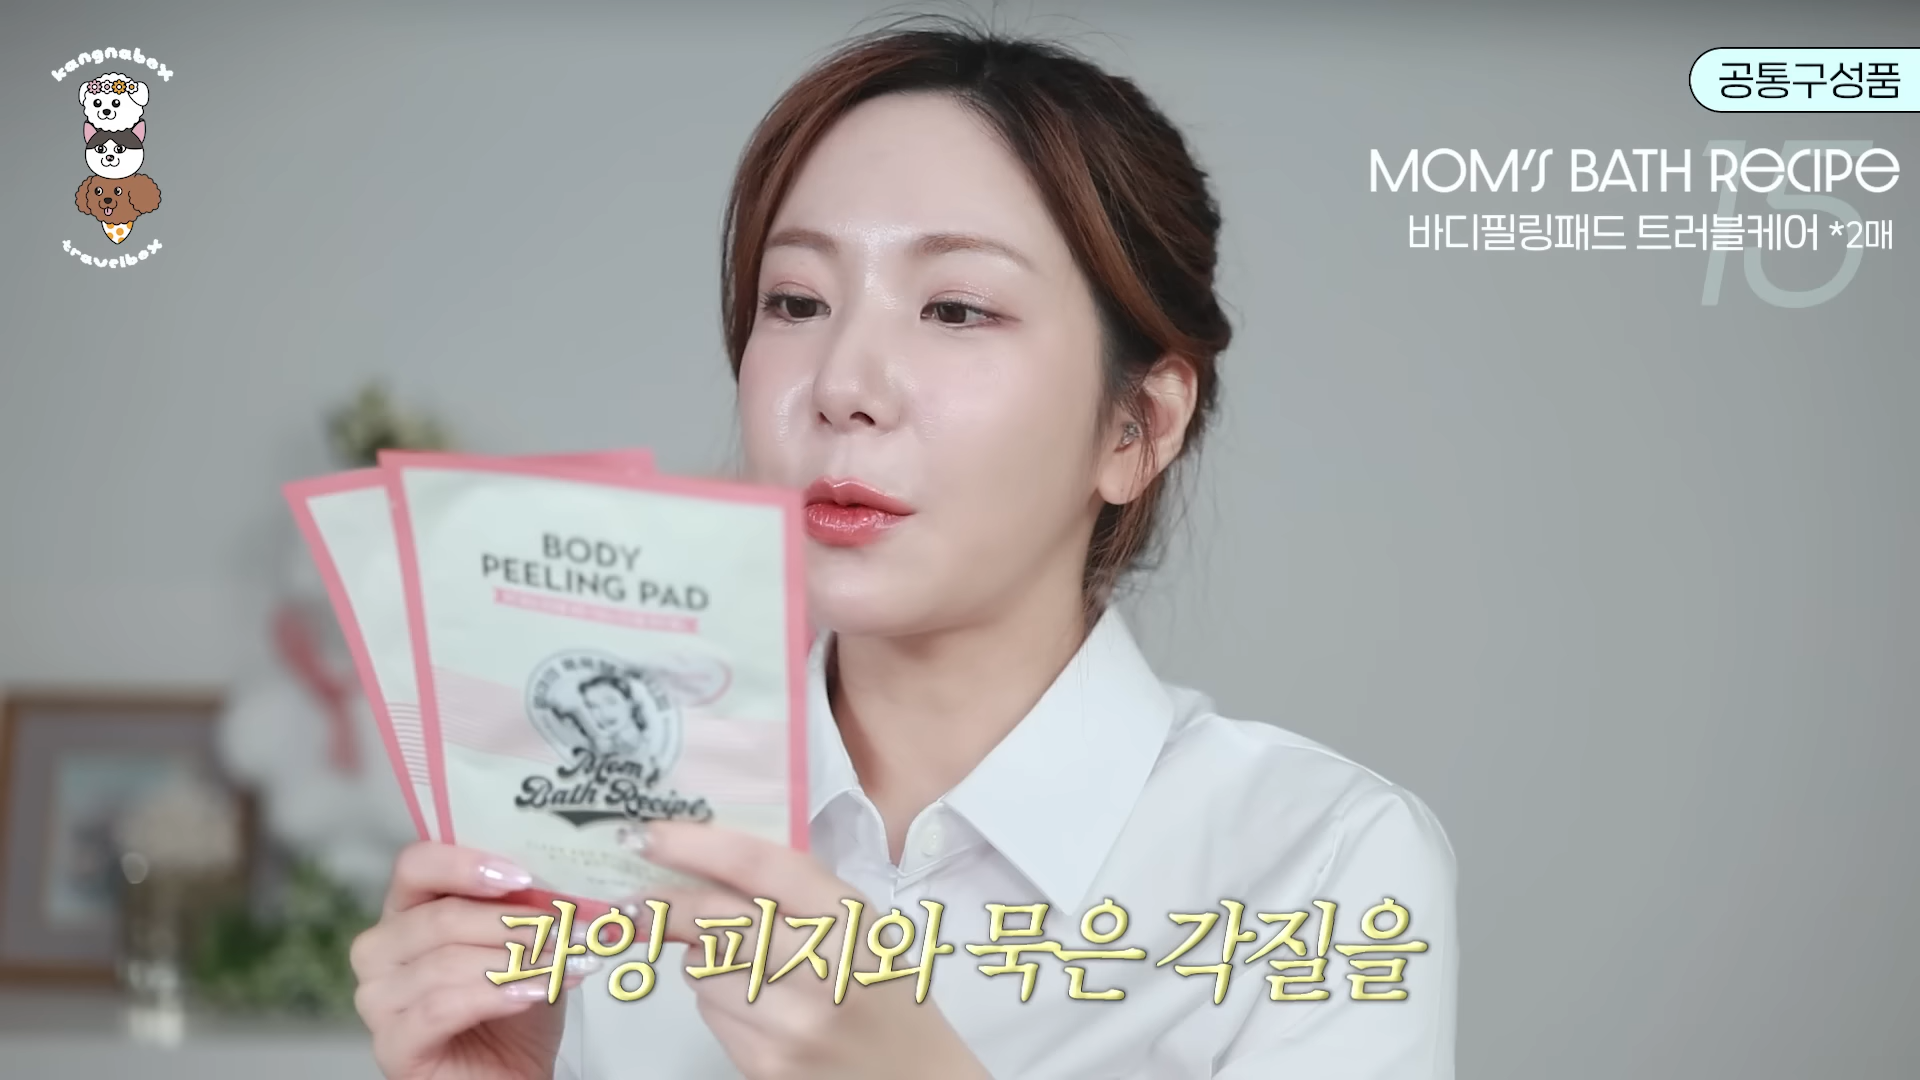 kangnabox
travelbox
공통구성품
15
MOM'S BATH RECIPE
바디필링패드 트러블케어 *2매
BODY
PEELING PAD
Mom's
Bath Recipe
과잉 피지와 묵은 각질을